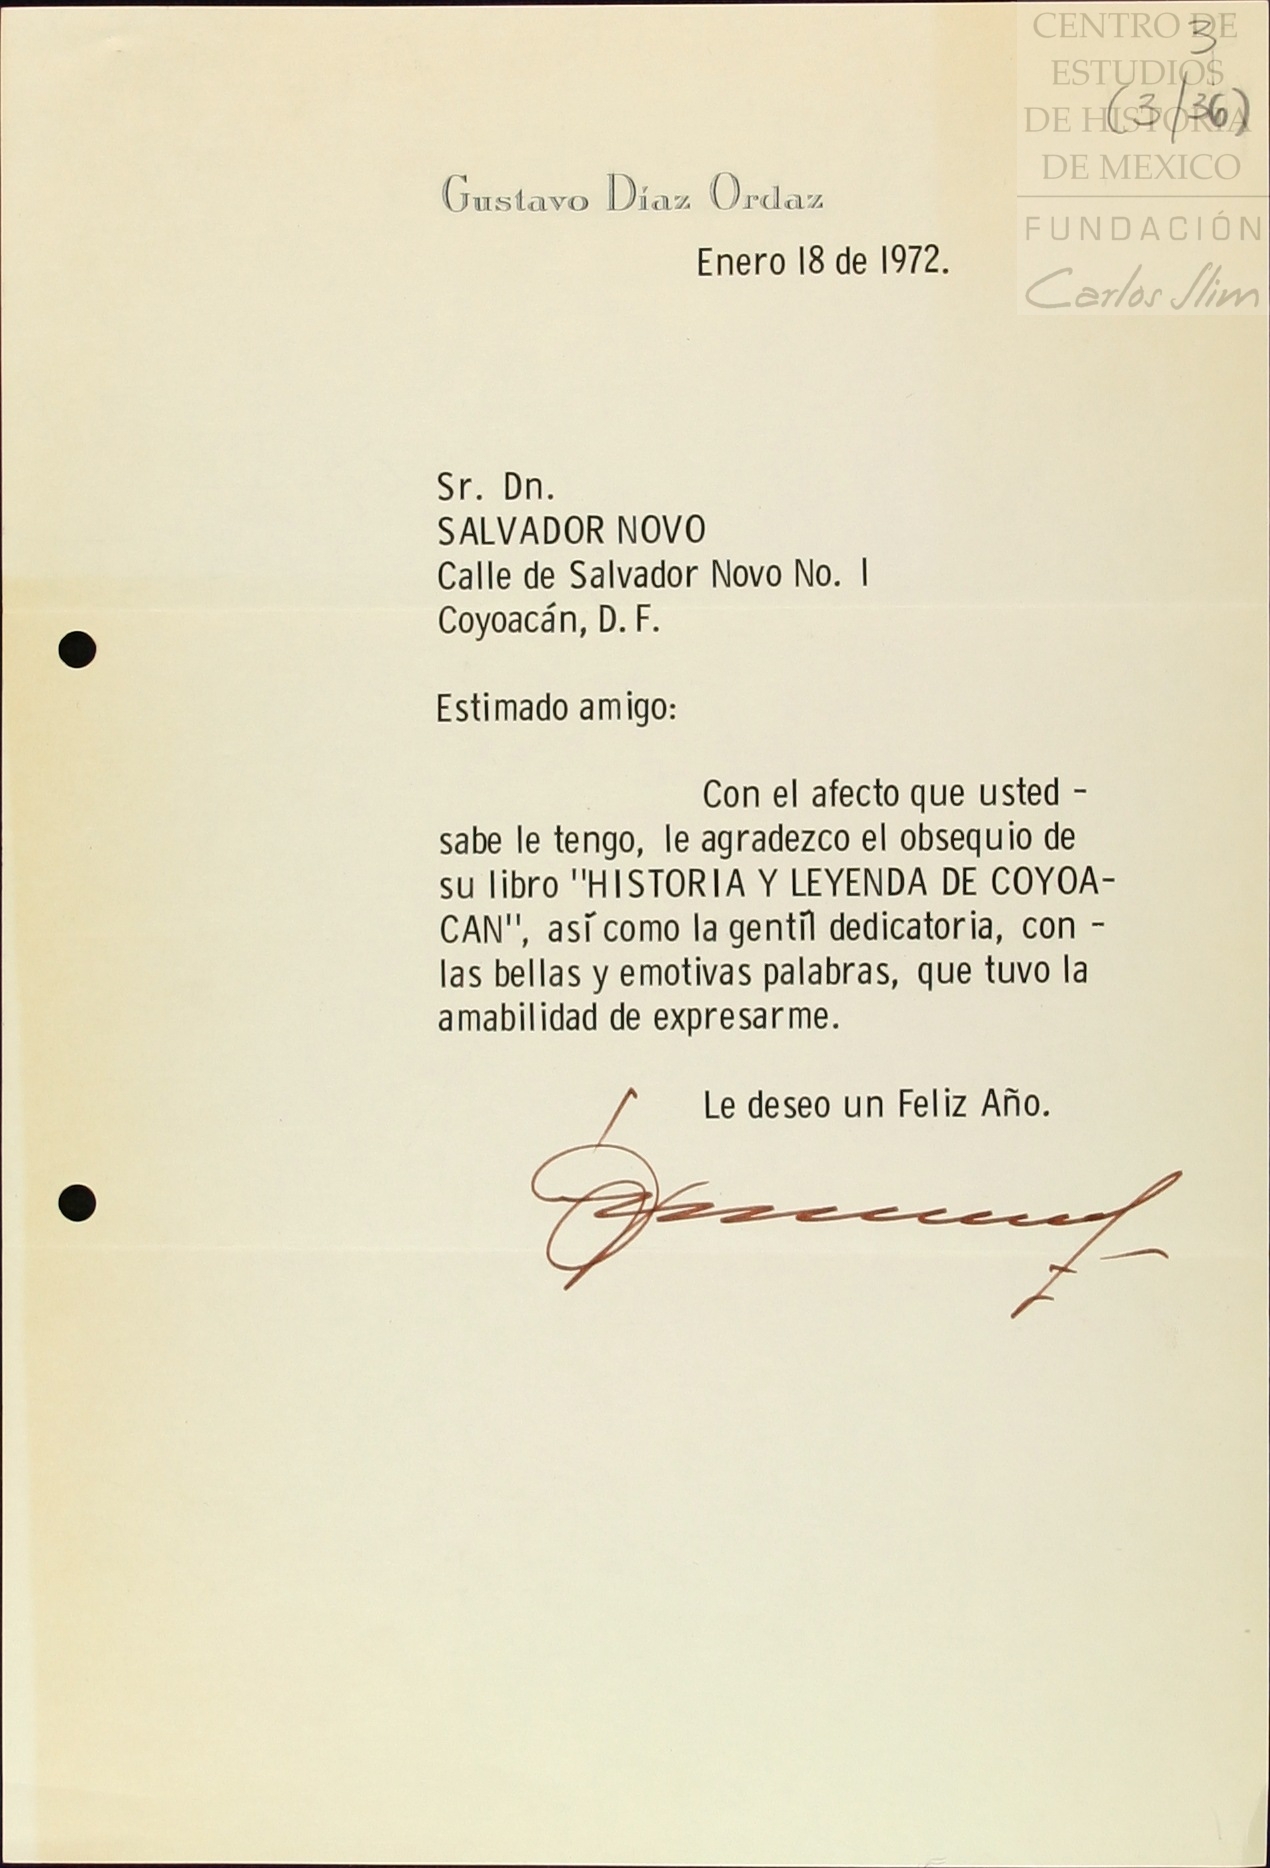 CENTRO DE
ESTUDIOS
DE HISTORIA
DE MEXICO
FUNDACIÓN
Carlos Slim
3
(3/36)
Gustavo Díaz Ordaz
Enero 18 de 1972.
Sr. Dn.
SALVADOR NOVO
Calle de Salvador Novo No. 1
Coyoacán, D. F.
Estimado amigo:
Con el afecto que usted -
sabe le tengo, le agradezco el obsequio de
su libro "HISTORIA Y LEYENDA DE COYOA-
CAN", así como la gentíl dedicatoria, con -
las bellas y emotivas palabras, que tuvo la
amabilidad de expresarme.
Le deseo un Feliz Año.